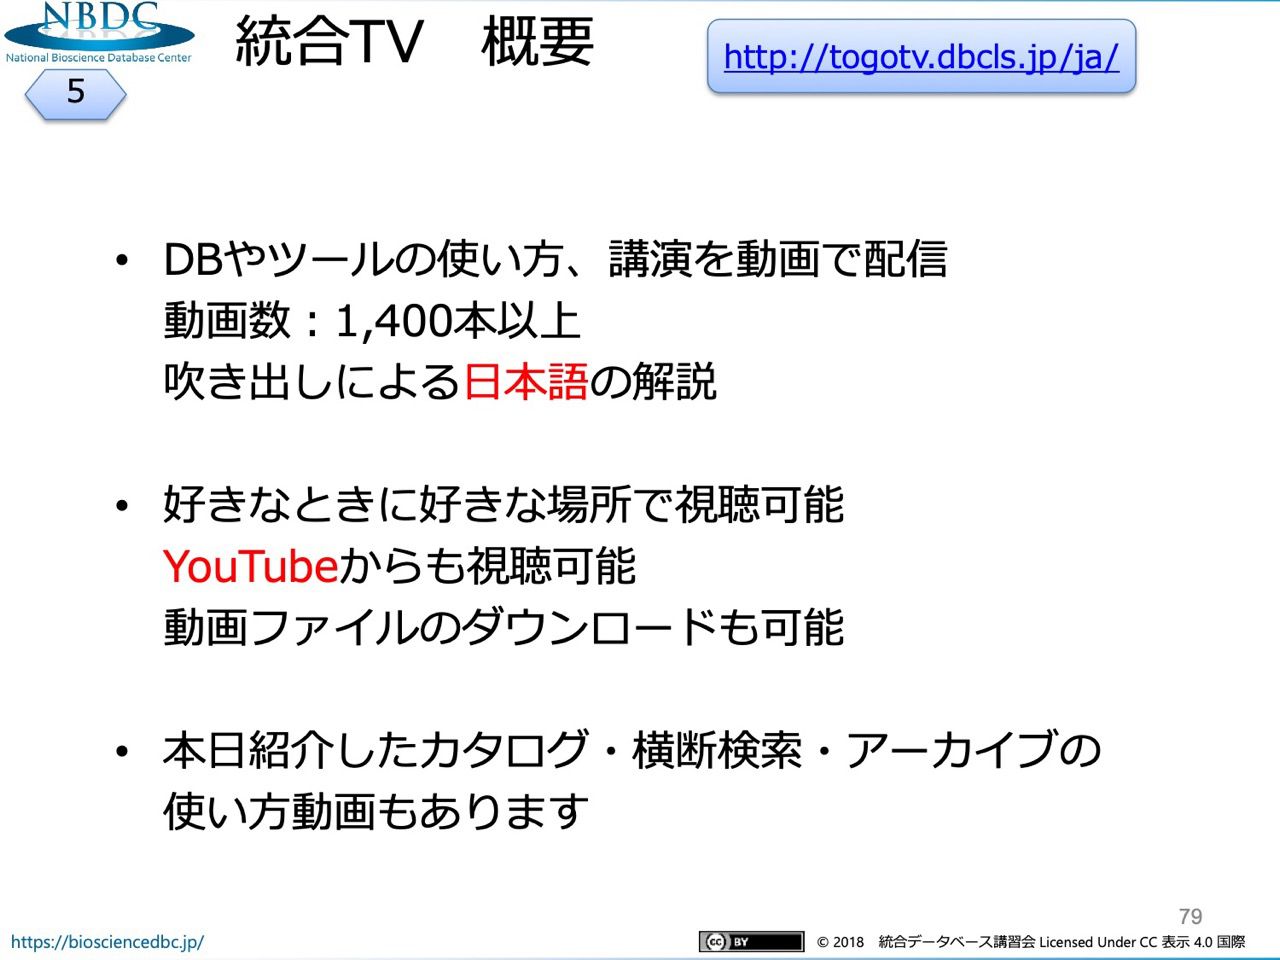 NBDC
National Bioscience Database Center
5
統合TV　概要
http://togotv.dbcls.jp/ja/
• DBやツールの使い方、講演を動画で配信
動画数：1,400本以上
吹き出しによる日本語の解説
• 好きなときに好きな場所で視聴可能
YouTubeからも視聴可能
動画ファイルのダウンロードも可能
• 本日紹介したカタログ・横断検索・アーカイブの
使い方動画もあります
79
https://biosciencedbc.jp/
cc BY
© 2018　統合データベース講習会 Licensed Under CC 表示 4.0 国際